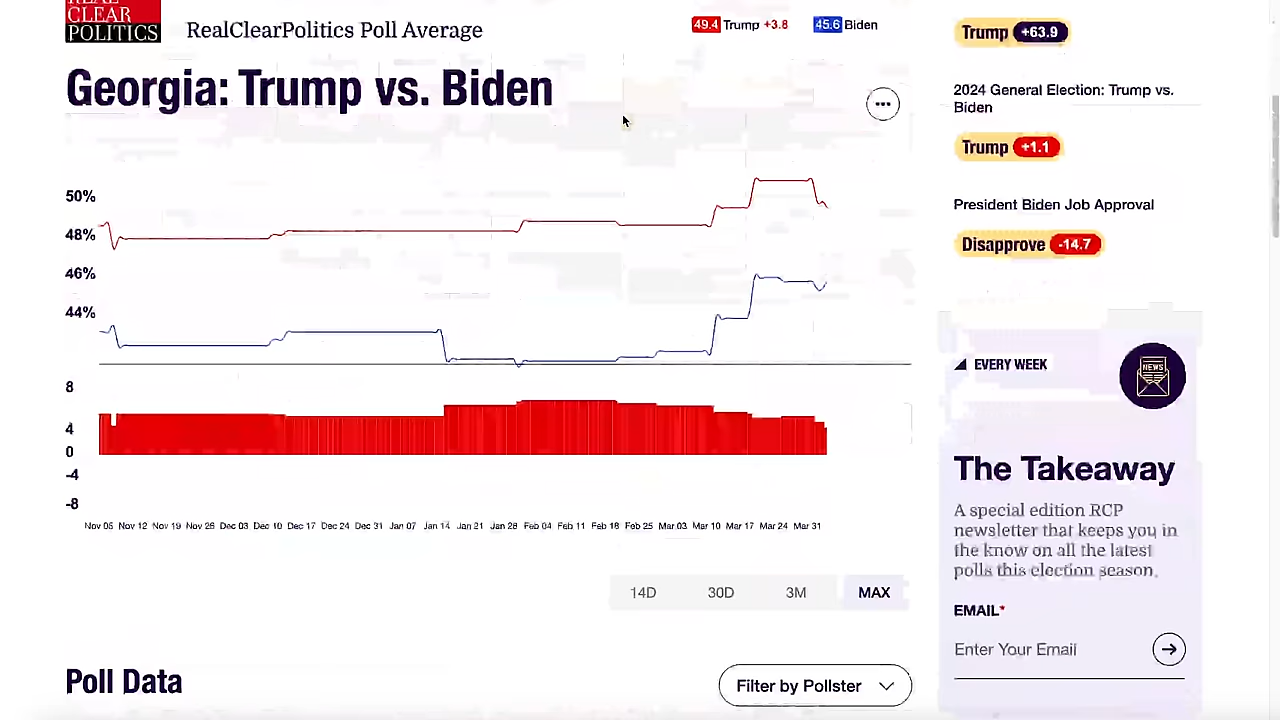 REAL
CLEAR
POLITICS
RealClearPolitics Poll Average
49.4 Trump +3.8 45.6 Biden
Georgia: Trump vs. Biden
50%
48%
46%
44%
8
4
0
-4
-8
Nov 05 Nov 12 Nov 19 Nov 26 Dec 03 Dec 10 Dec 17 Dec 24 Dec 31 Jan 07 Jan 14 Jan 21 Jan 28 Feb 04 Feb 11 Feb 18 Feb 25 Mar 03 Mar 10 Mar 17 Mar 24 Mar 31
14D 30D 3M MAX
Poll Data
Filter by Pollster
Trump +63.9
2024 General Election: Trump vs.
Biden
Trump +1.1
President Biden Job Approval
Disapprove -14.7
EVERY WEEK
NEWS
The Takeaway
A special edition RCP
newsletter that keeps you in
the know on all the latest
polls this election season.
EMAIL*
Enter Your Email